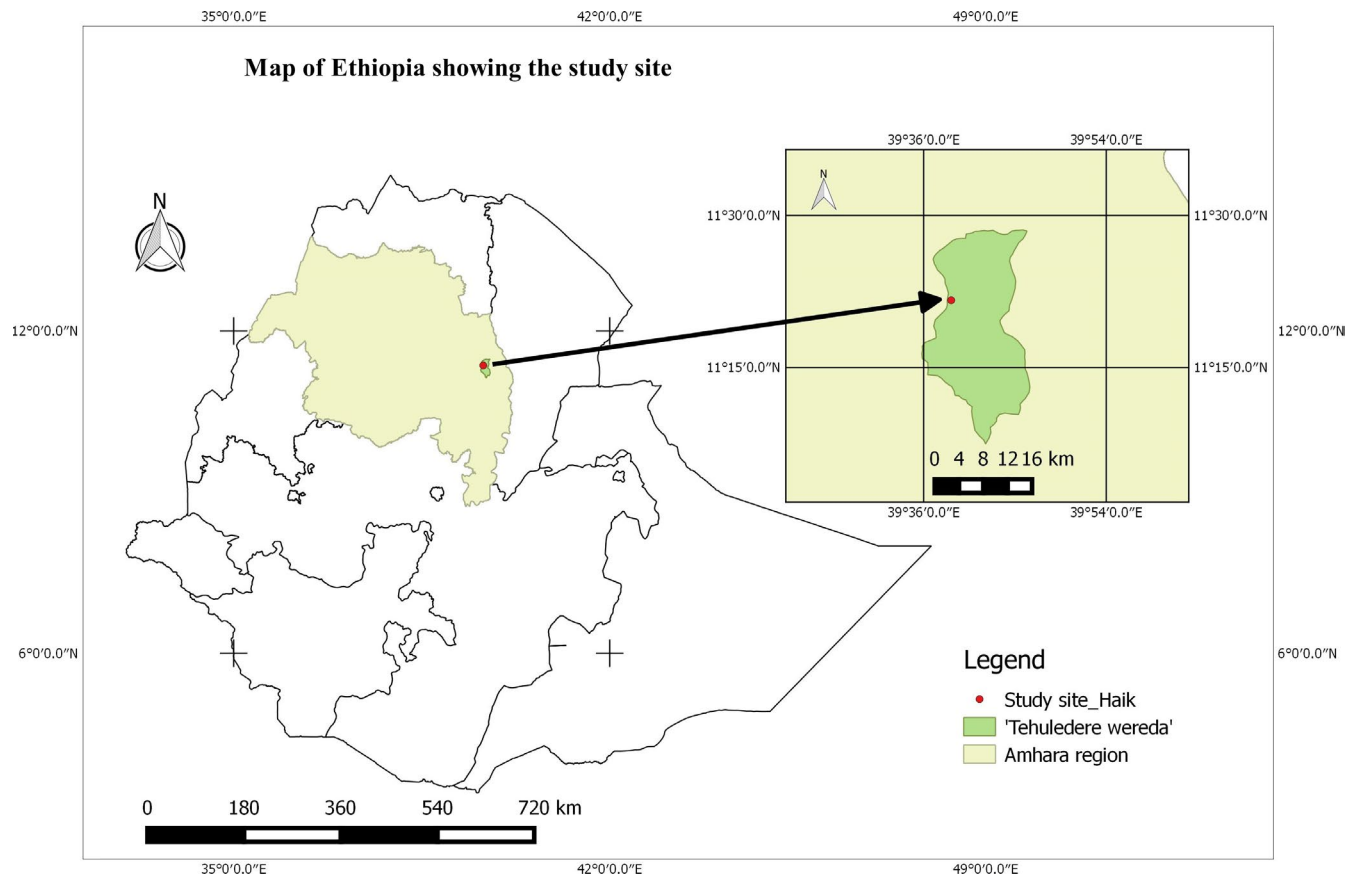 35°0′0.0″E 42°0′0.0″E 49°0′0.0″E
Map of Ethiopia showing the study site
N
39°36′0.0″E 39°54′0.0″E
N
11°30′0.0″N 11°30′0.0″N
12°0′0.0″N 12°0′0.0″N
11°15′0.0″N 11°15′0.0″N
0 4 8 12 16 km
39°36′0.0″E 39°54′0.0″E
6°0′0.0″N 6°0′0.0″N
Legend
Study site_Haik
'Tehuledere wereda'
Amhara region
0 180 360 540 720 km
35°0′0.0″E 42°0′0.0″E 49°0′0.0″E